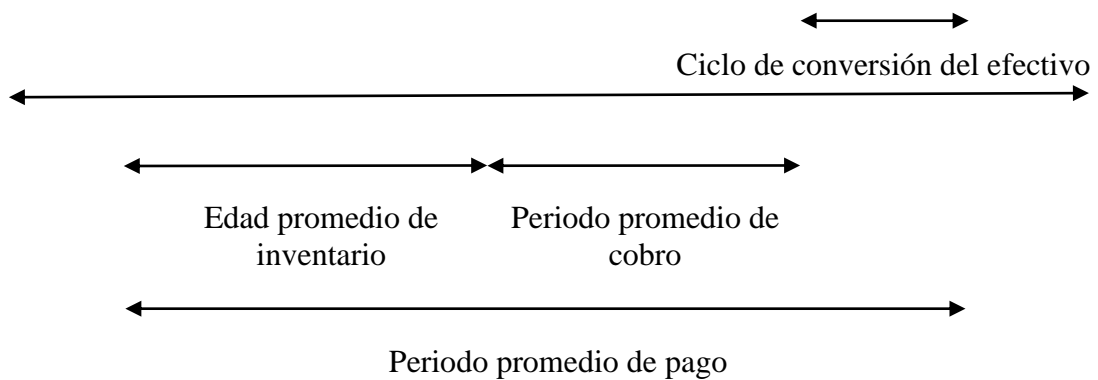 Ciclo de conversión del efectivo
Edad promedio de
inventario
Periodo promedio de
cobro
Periodo promedio de pago